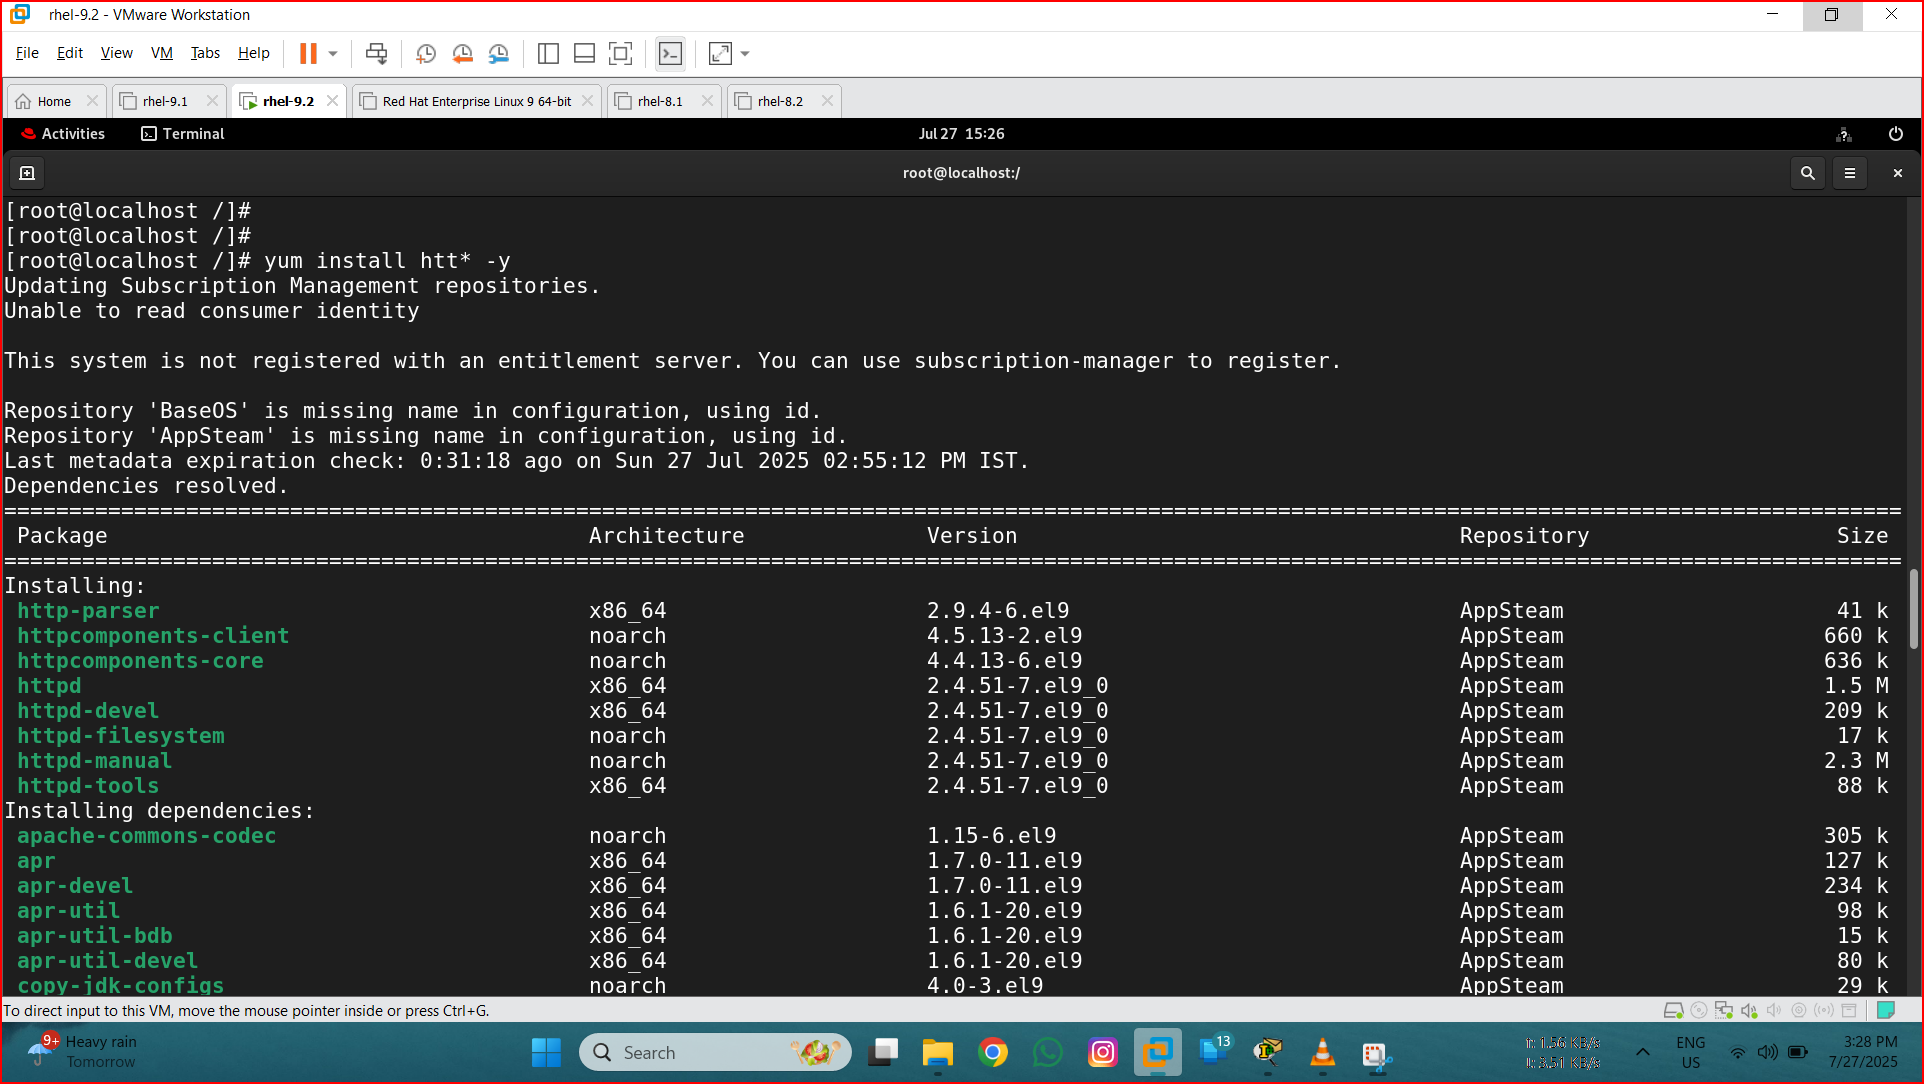 rhel-9.2 - VMware Workstation
File Edit View VM Tabs Help
Home rhel-9.1 rhel-9.2 Red Hat Enterprise Linux 9 64-bit rhel-8.1 rhel-8.2
Activities Terminal Jul 27 15:26
root@localhost:/
[root@localhost /]#
[root@localhost /]#
[root@localhost /]# yum install htt* -y
Updating Subscription Management repositories.
Unable to read consumer identity
This system is not registered with an entitlement server. You can use subscription-manager to register.
Repository 'BaseOS' is missing name in configuration, using id.
Repository 'AppSteam' is missing name in configuration, using id.
Last metadata expiration check: 0:31:18 ago on Sun 27 Jul 2025 02:55:12 PM IST.
Dependencies resolved.
Package Architecture Version Repository Size
Installing:
http-parser x86_64 2.9.4-6.el9 AppSteam 41 k
httpcomponents-client noarch 4.5.13-2.el9 AppSteam 660 k
httpcomponents-core noarch 4.4.13-6.el9 AppSteam 636 k
httpd x86_64 2.4.51-7.el9_0 AppSteam 1.5 M
httpd-devel x86_64 2.4.51-7.el9_0 AppSteam 209 k
httpd-filesystem noarch 2.4.51-7.el9_0 AppSteam 17 k
httpd-manual noarch 2.4.51-7.el9_0 AppSteam 2.3 M
httpd-tools x86_64 2.4.51-7.el9_0 AppSteam 88 k
Installing dependencies:
apache-commons-codec noarch 1.15-6.el9 AppSteam 305 k
apr x86_64 1.7.0-11.el9 AppSteam 127 k
apr-devel x86_64 1.7.0-11.el9 AppSteam 234 k
apr-util x86_64 1.6.1-20.el9 AppSteam 98 k
apr-util-bdb x86_64 1.6.1-20.el9 AppSteam 15 k
apr-util-devel x86_64 1.6.1-20.el9 AppSteam 80 k
copy-jdk-configs noarch 4.0-3.el9 AppSteam 29 k
To direct input to this VM, move the mouse pointer inside or press Ctrl+G.
9+ Heavy rain
Tomorrow
Search
13
1.56 KB/s
3.51 KB/s
ENG
US
3:28 PM
7/27/2025